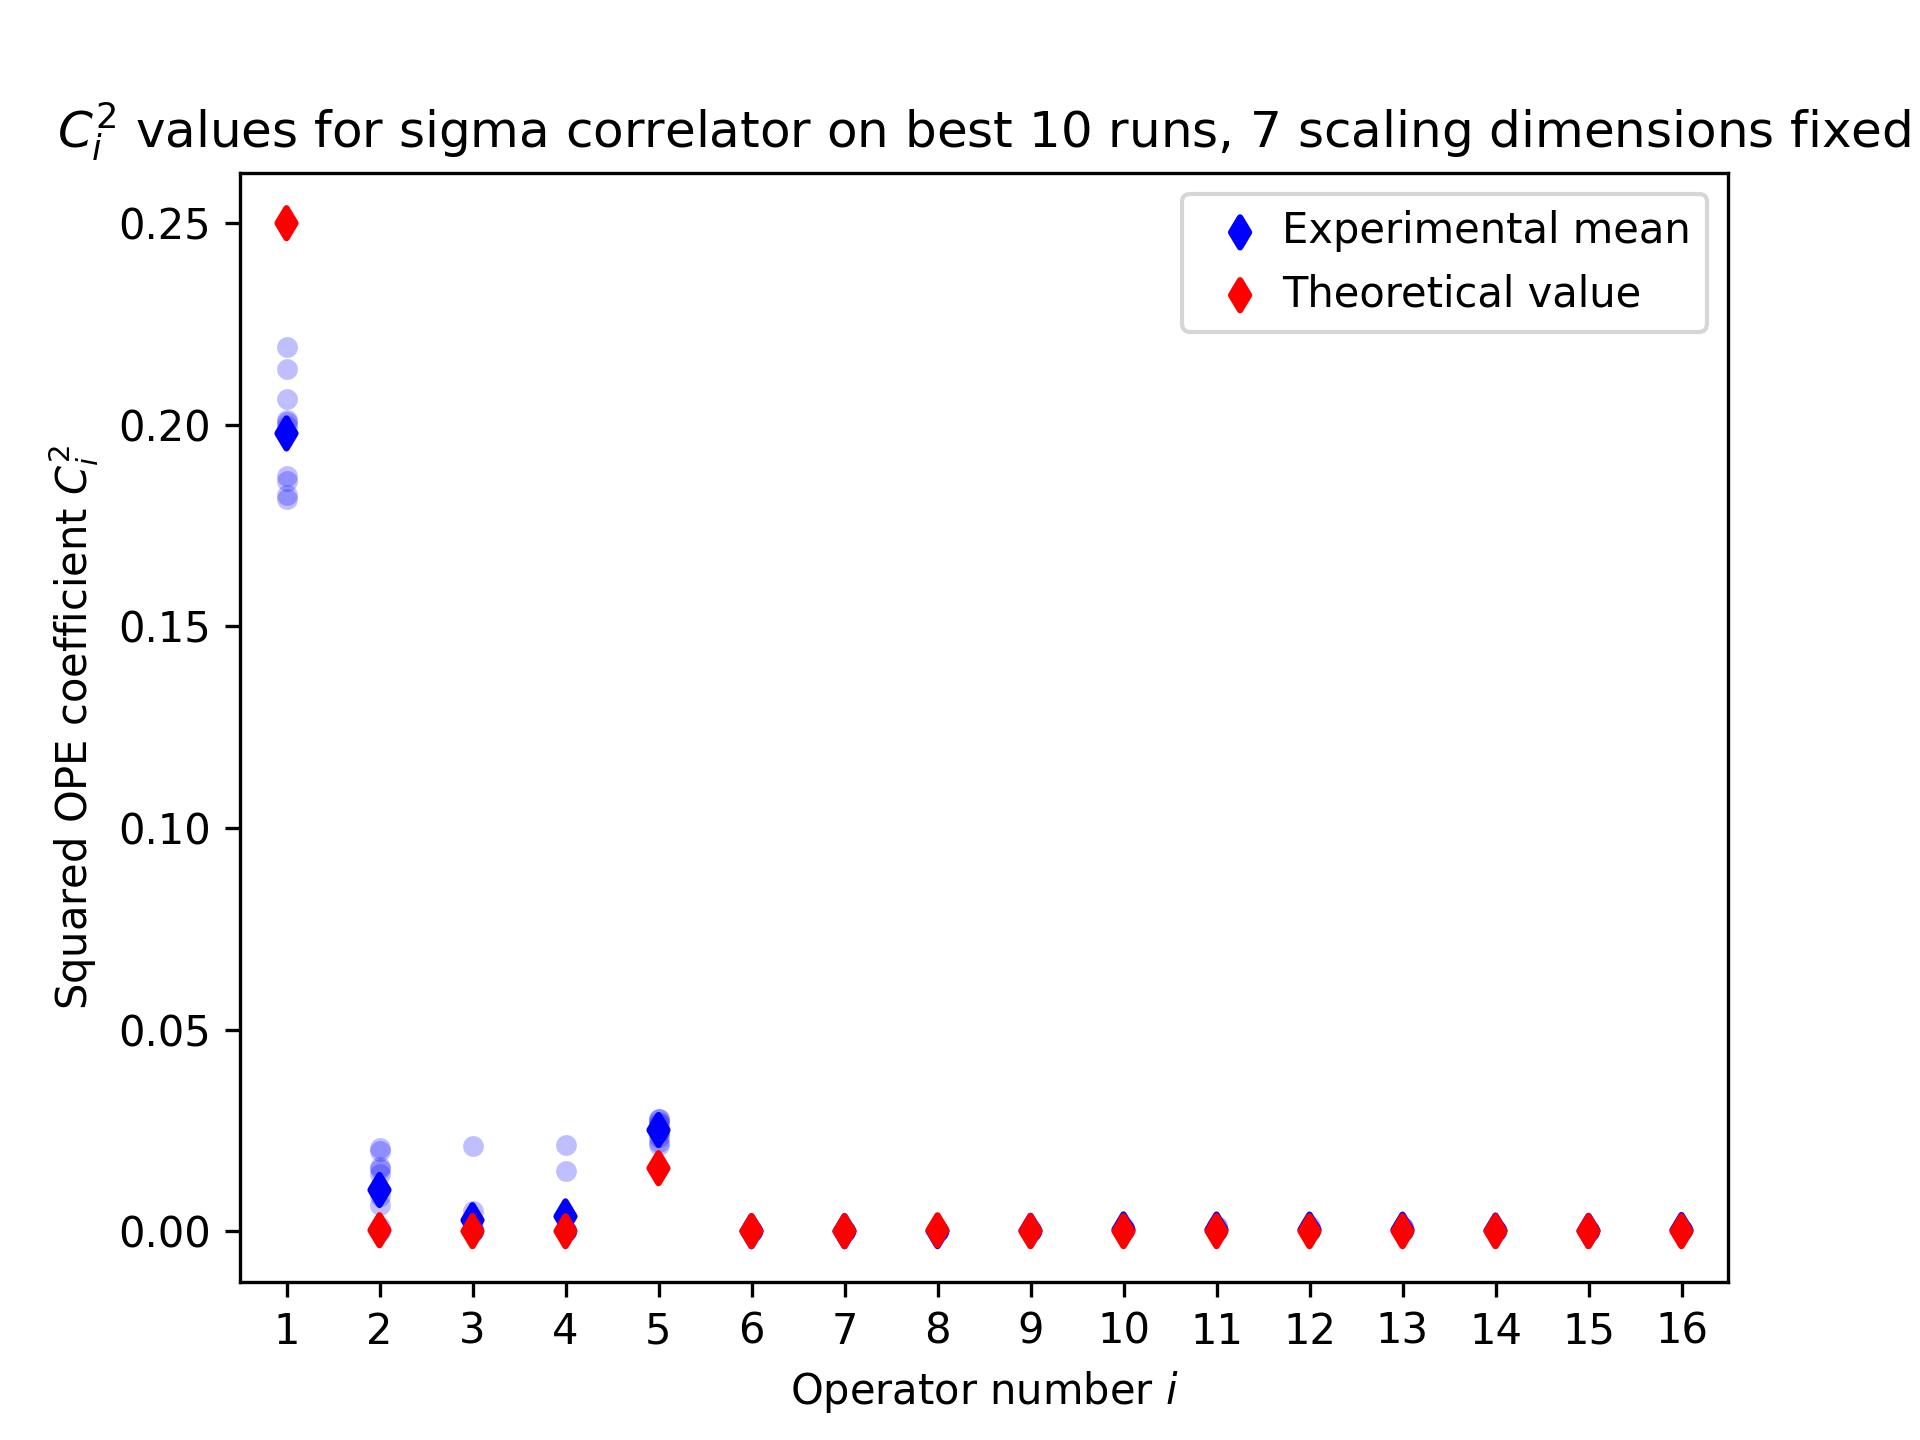 C_i^2 values for sigma correlator on best 10 runs, 7 scaling dimensions fixed
Experimental mean
Theoretical value
Squared OPE coefficient C_i^2
0.25
0.20
0.15
0.10
0.05
0.00
1 2 3 4 5 6 7 8 9 10 11 12 13 14 15 16
Operator number i